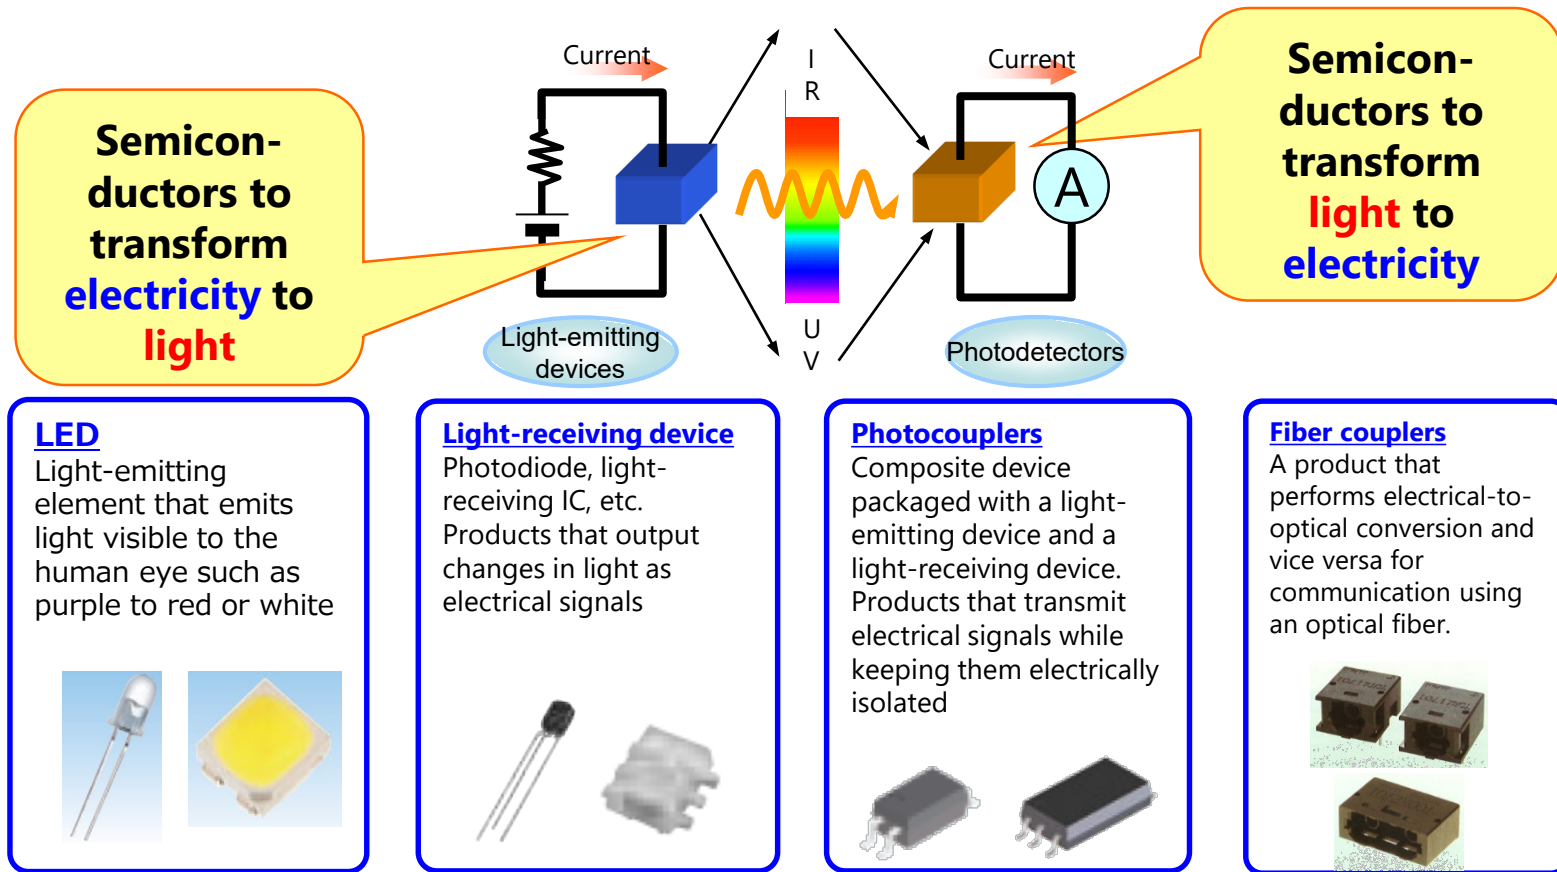 Semicon-
ductors to
transform
electricity to
light
Current
I
R
U
V
Light-emitting
devices
Current
A
Photodetectors
Semicon-
ductors to
transform
light to
electricity
LED
Light-emitting
element that emits
light visible to the
human eye such as
purple to red or white
Light-receiving device
Photodiode, light-
receiving IC, etc.
Products that output
changes in light as
electrical signals
Photocouplers
Composite device
packaged with a light-
emitting device and a
light-receiving device.
Products that transmit
electrical signals while
keeping them electrically
isolated
Fiber couplers
A product that
performs electrical-to-
optical conversion and
vice versa for
communication using
an optical fiber.